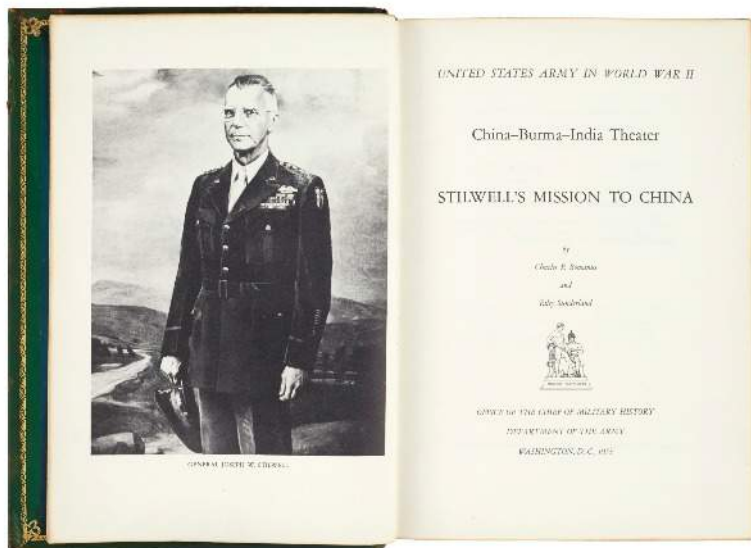 GENERAL JOSEPH W. STILWELL
UNITED STATES ARMY IN WORLD WAR II
China–Burma–India Theater
STILWELL'S MISSION TO CHINA
by
Charles F. Romanus
and
Riley Sunderland
OFFICE OF THE CHIEF OF MILITARY HISTORY
DEPARTMENT OF THE ARMY
WASHINGTON, D.C.,